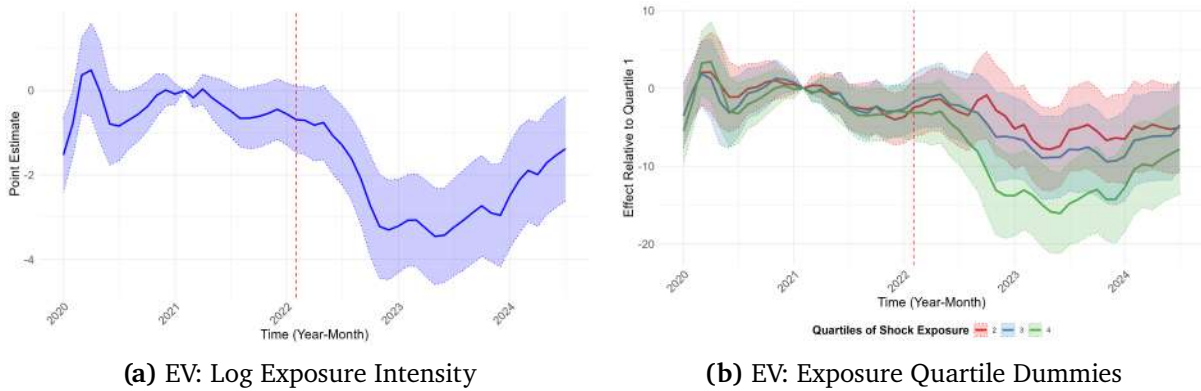 Point Estimate
0
-2
-4
2020
2021
2022
2023
2024
Time (Year-Month)
(a) EV: Log Exposure Intensity
Effect Relative to Quartile 1
10
0
-10
-20
2020
2021
2022
2023
2024
Time (Year-Month)
Quartiles of Shock Exposure 2 3 4
(b) EV: Exposure Quartile Dummies